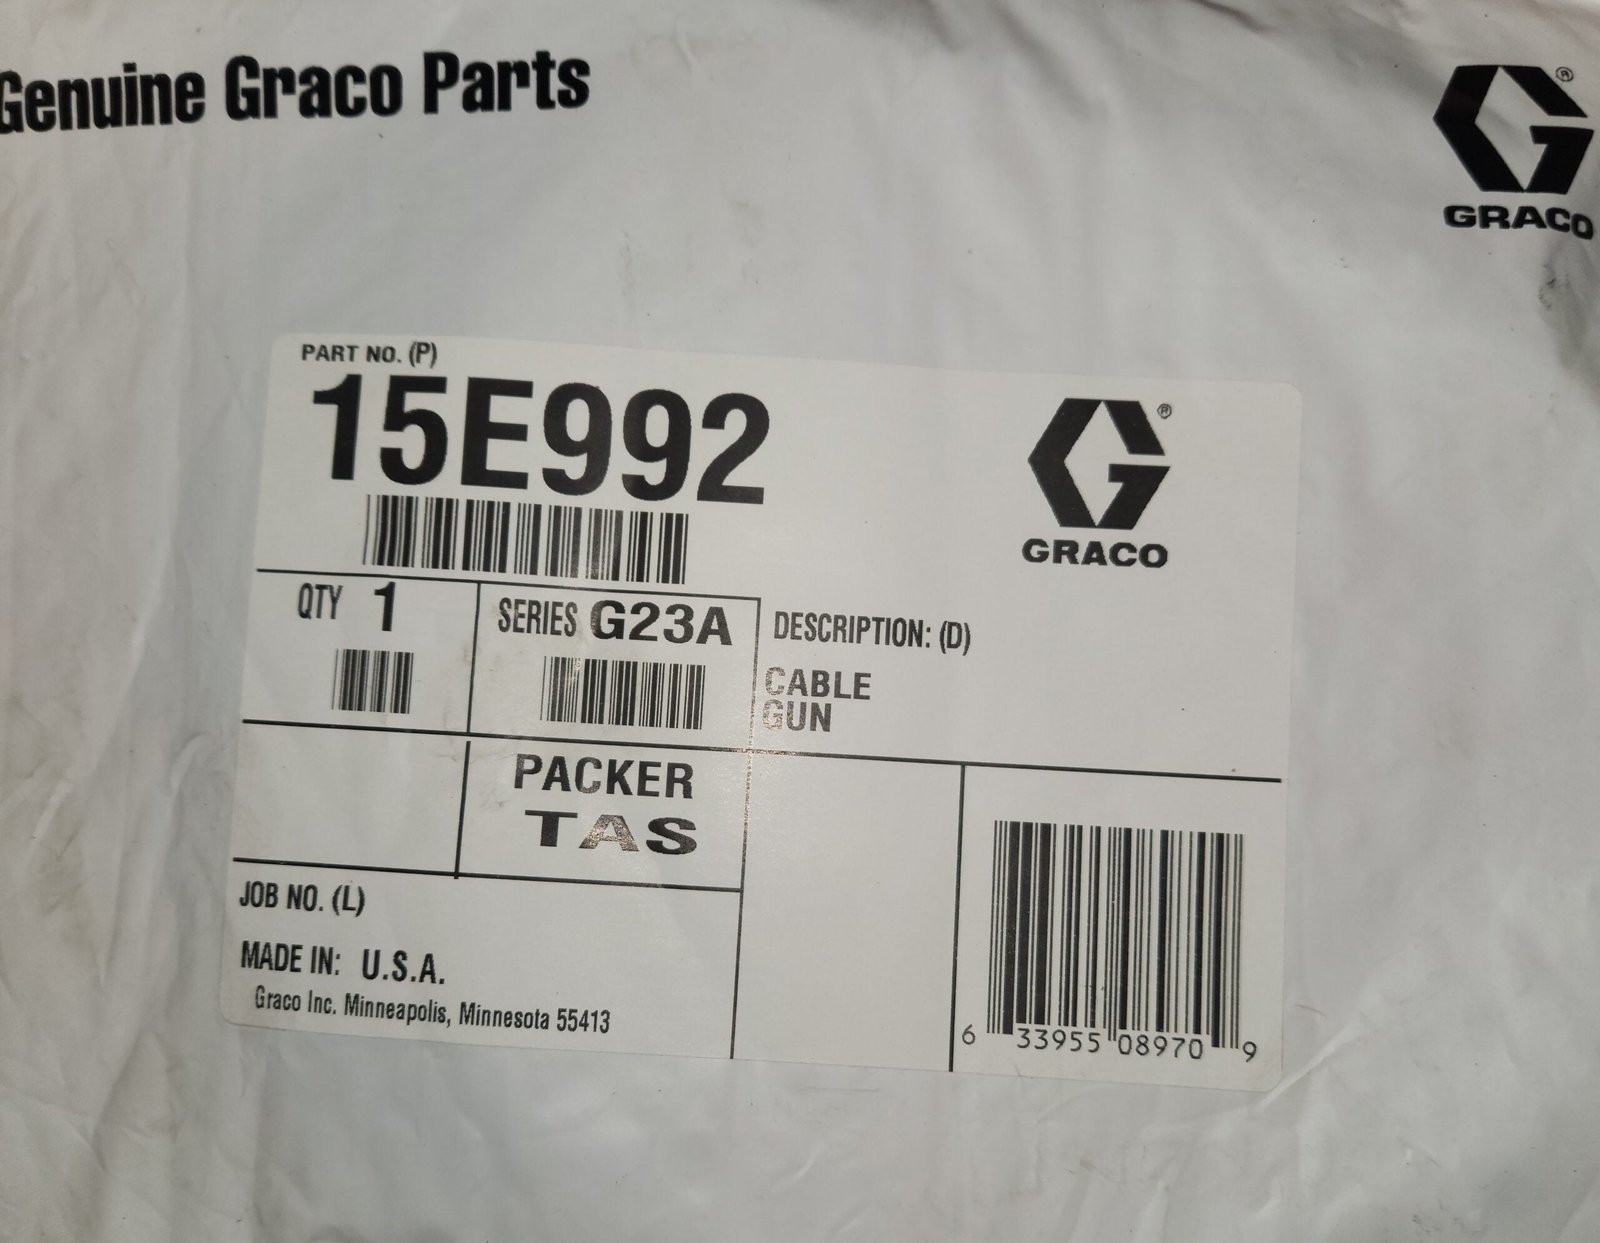 Genuine Graco Parts
®
GRACO
PART NO. (P)
15E992
®
GRACO
QTY 1
SERIES G23A
DESCRIPTION: (D)
CABLE
GUN
PACKER
TAS
JOB NO. (L)
MADE IN: U.S.A.
Graco Inc. Minneapolis, Minnesota 55413
6 33955 08970 9